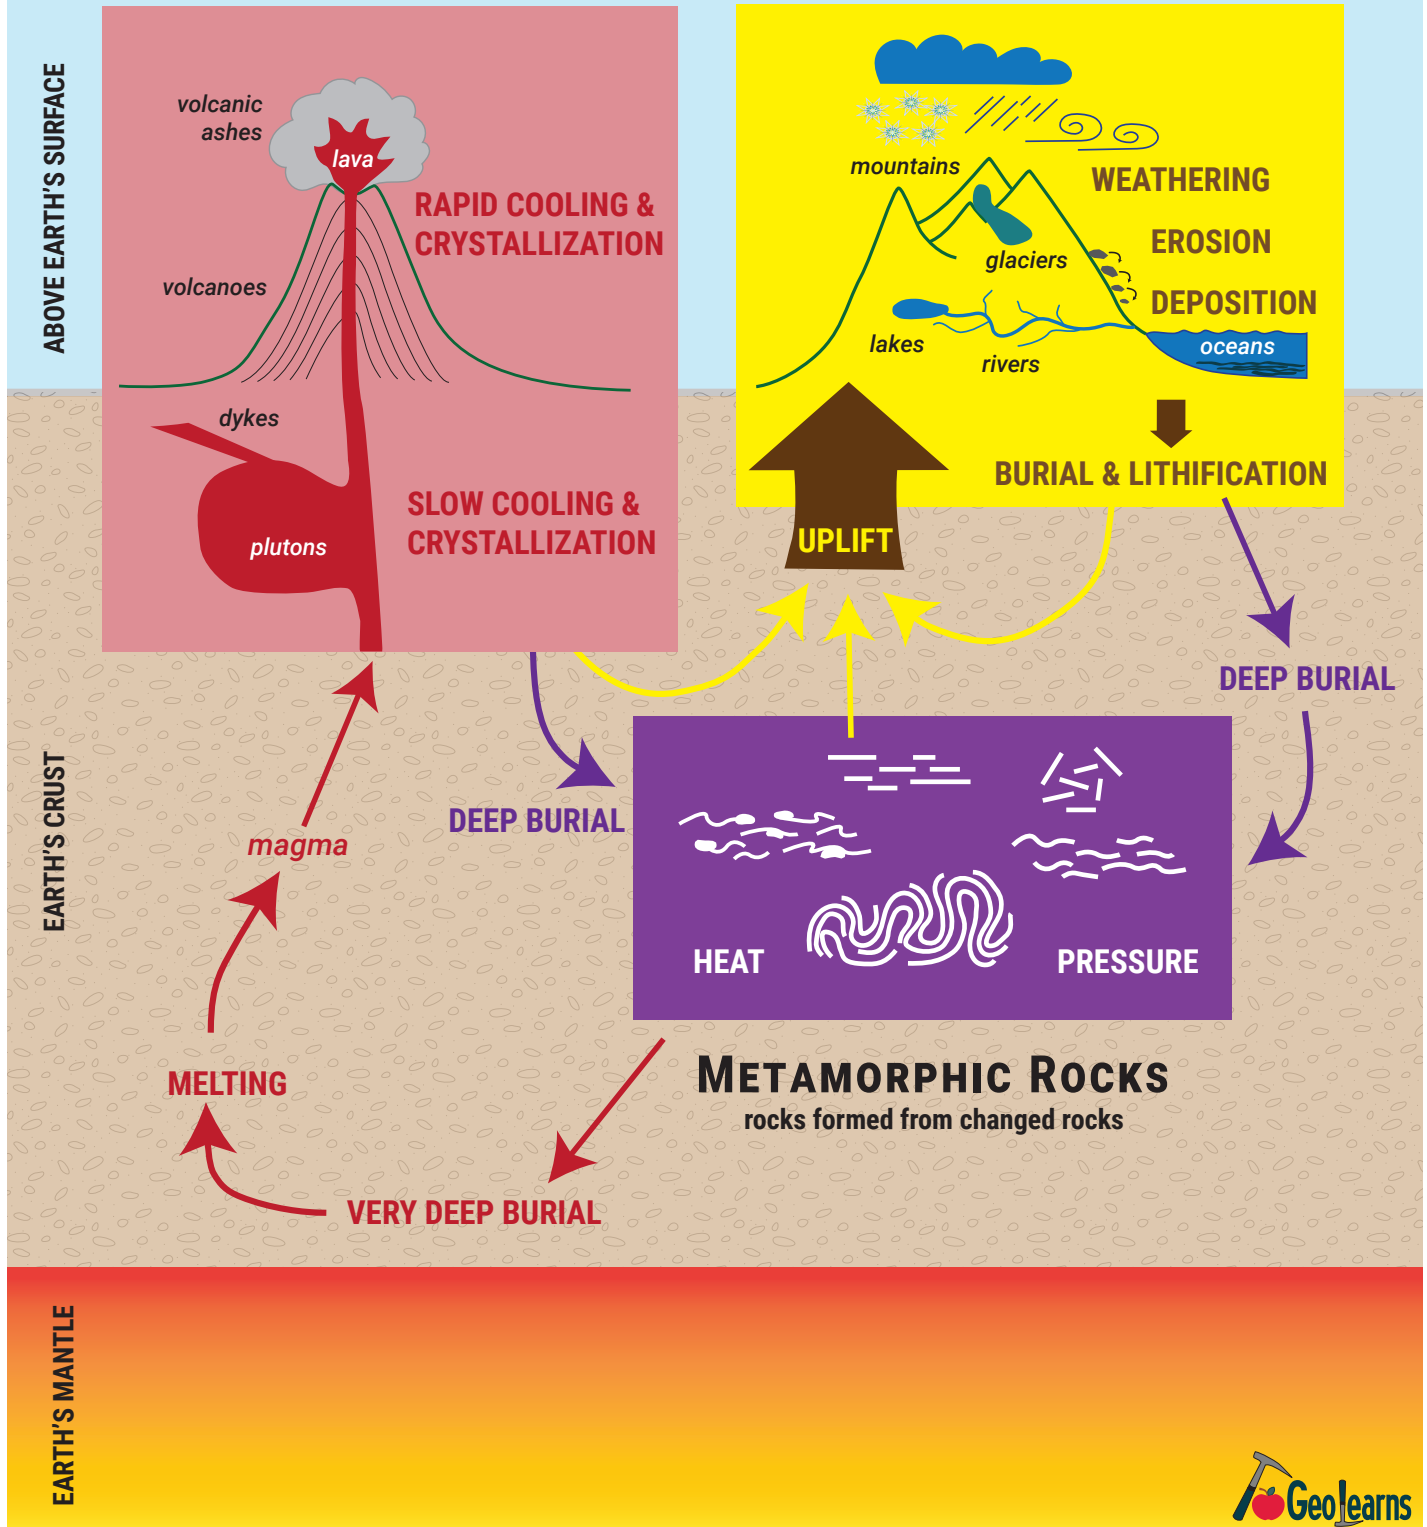 ABOVE EARTH'S SURFACE
volcanic
ashes
lava
RAPID COOLING &
CRYSTALLIZATION
volcanoes
dykes
plutons
SLOW COOLING &
CRYSTALLIZATION
mountains
WEATHERING
EROSION
glaciers
DEPOSITION
lakes
rivers
oceans
BURIAL & LITHIFICATION
UPLIFT
DEEP BURIAL
EARTH'S CRUST
DEEP BURIAL
magma
HEAT
PRESSURE
METAMORPHIC ROCKS
rocks formed from changed rocks
MELTING
VERY DEEP BURIAL
EARTH'S MANTLE
GeoLearns